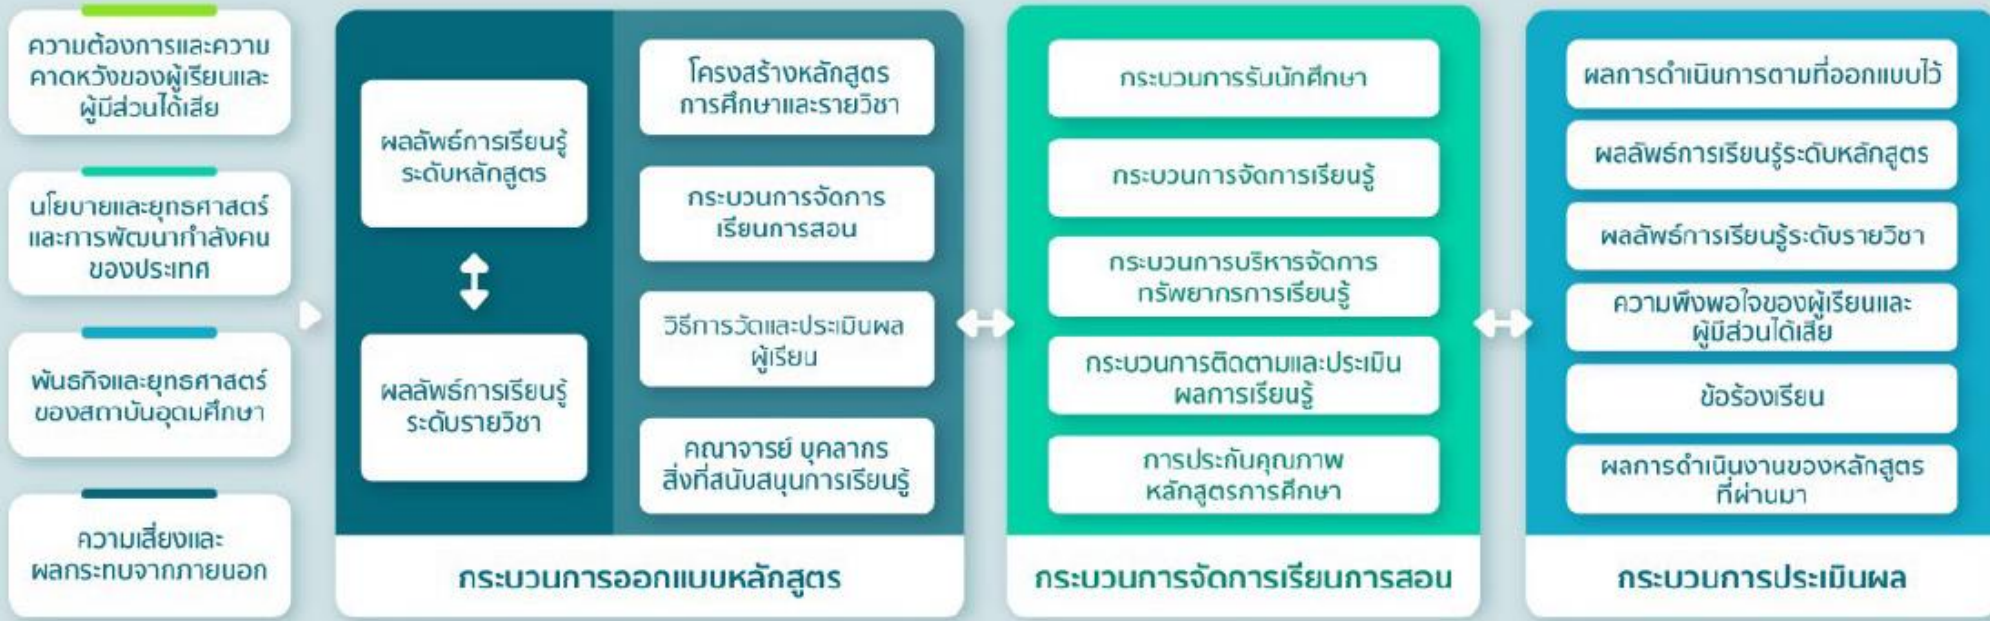 ความต้องการและความ
คาดหวังของผู้เรียนและ
ผู้มีส่วนได้เสีย
นโยบายและยุทธศาสตร์
และการพัฒนากำลังคน
ของประเทศ
พันธกิจและยุทธศาสตร์
ของสถาบันอุดมศึกษา
ความเสี่ยงและ
ผลกระทบจากภายนอก
ผลลัพธ์การเรียนรู้
ระดับหลักสูตร
ผลลัพธ์การเรียนรู้
ระดับรายวิชา
โครงสร้างหลักสูตร
การศึกษาและรายวิชา
กระบวนการจัดการ
เรียนการสอน
วิธีการวัดและประเมินผล
ผู้เรียน
คณาจารย์ บุคลากร
สิ่งที่สนับสนุนการเรียนรู้
กระบวนการออกแบบหลักสูตร
กระบวนการรับนักศึกษา
กระบวนการจัดการเรียนรู้
กระบวนการบริหารจัดการ
ทรัพยากรการเรียนรู้
กระบวนการติดตามและประเมิน
ผลการเรียนรู้
การประกันคุณภาพ
หลักสูตรการศึกษา
กระบวนการจัดการเรียนการสอน
ผลการดำเนินการตามที่ออกแบบไว้
ผลลัพธ์การเรียนรู้ระดับหลักสูตร
ผลลัพธ์การเรียนรู้ระดับรายวิชา
ความพึงพอใจของผู้เรียนและ
ผู้มีส่วนได้เสีย
ข้อร้องเรียน
ผลการดำเนินงานของหลักสูตร
ที่ผ่านมา
กระบวนการประเมินผล